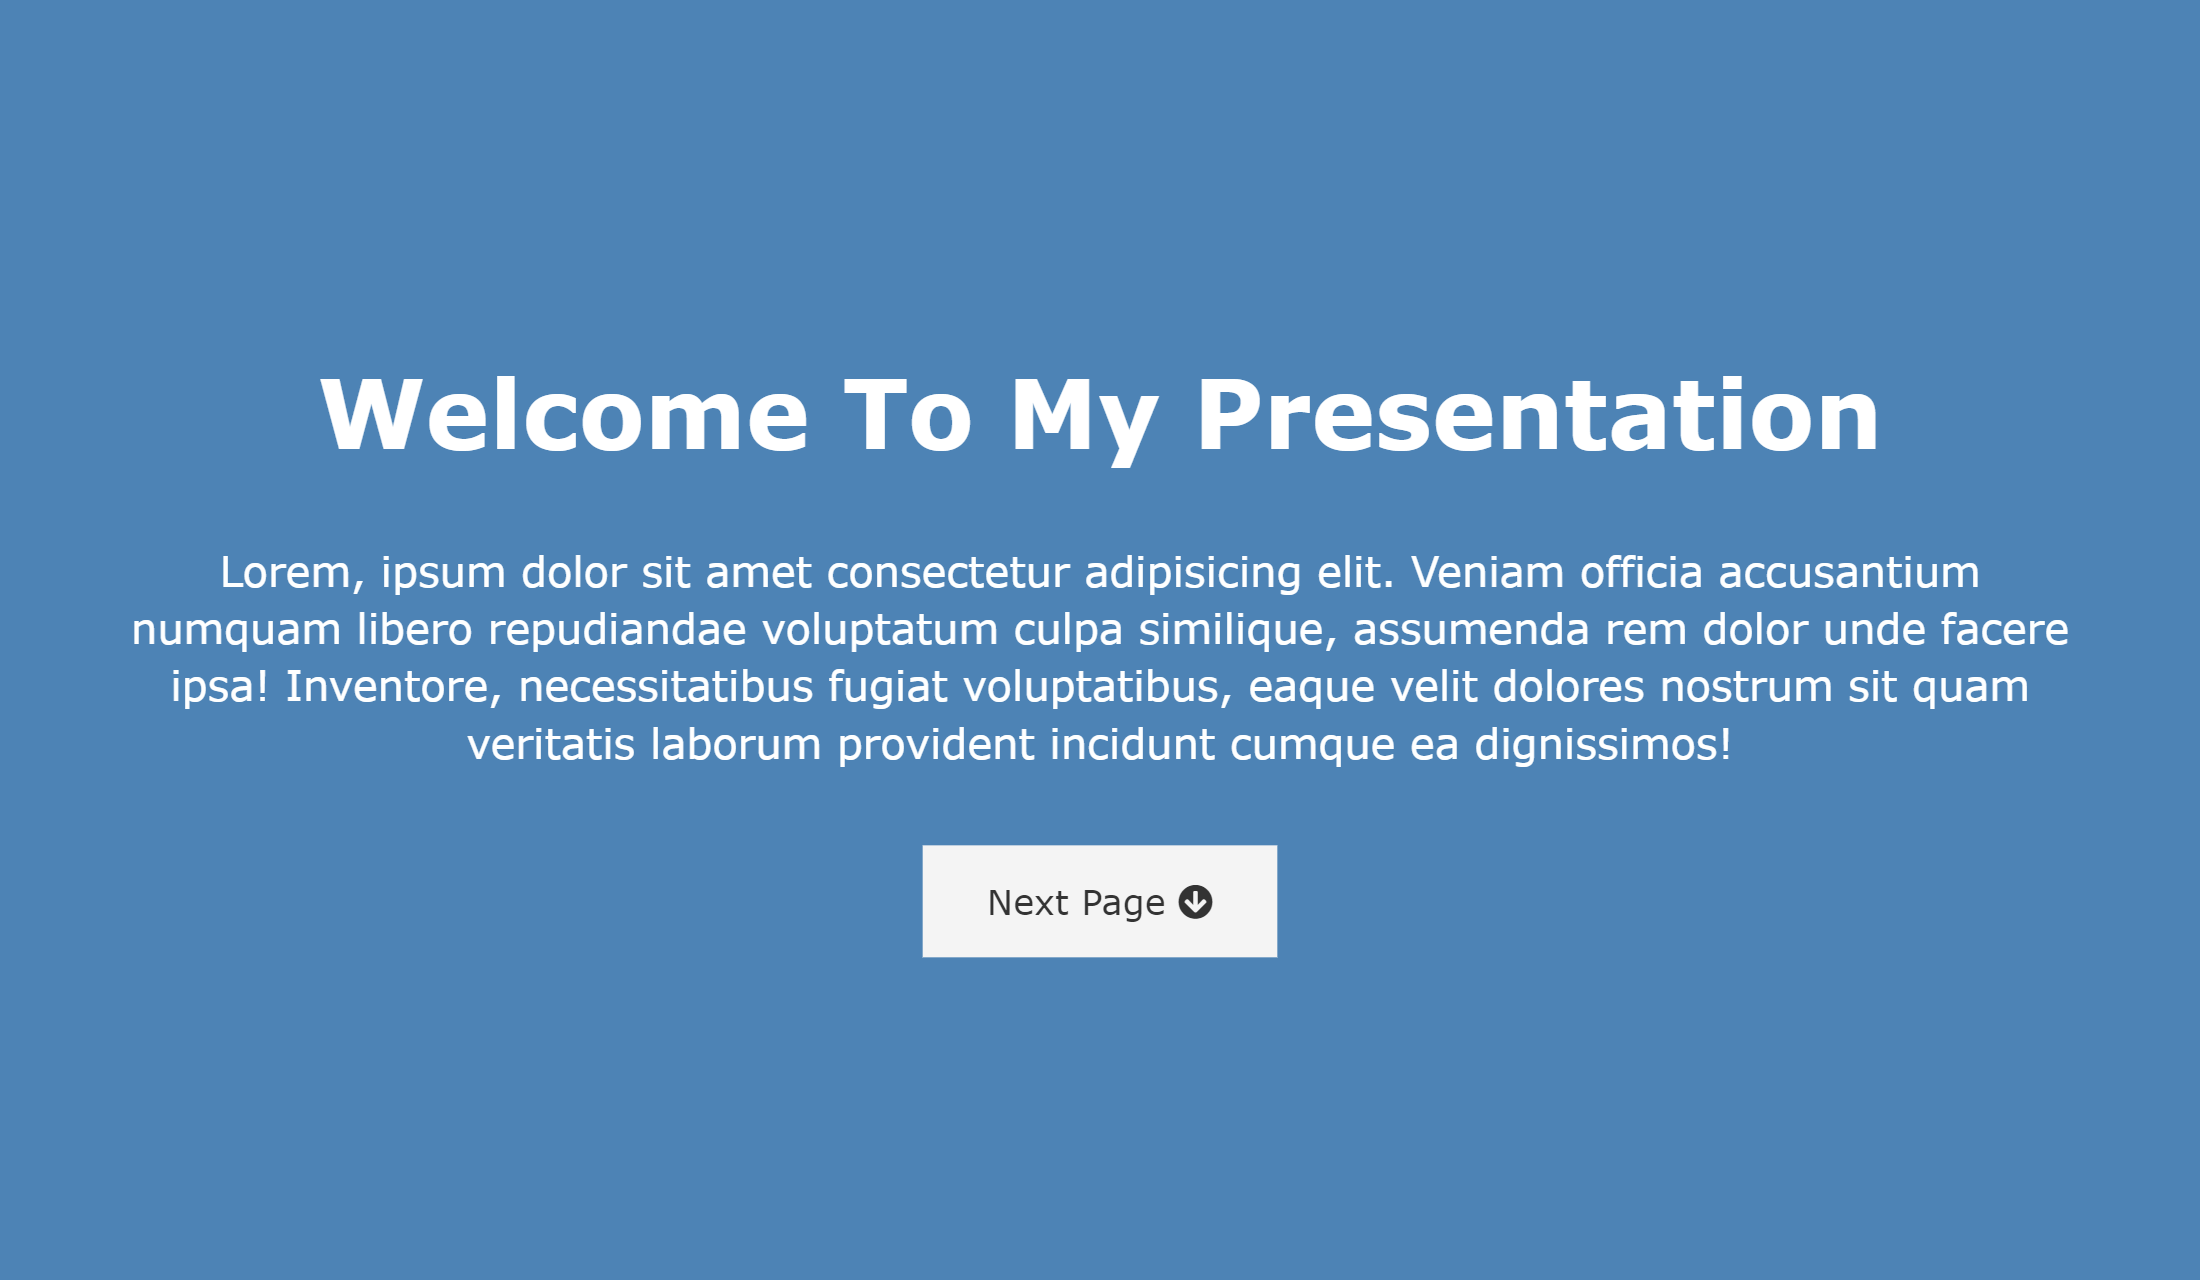 Welcome To My Presentation
Lorem, ipsum dolor sit amet consectetur adipisicing elit. Veniam officia accusantium
numquam libero repudiandae voluptatum culpa similique, assumenda rem dolor unde facere
ipsa! Inventore, necessitatibus fugiat voluptatibus, eaque velit dolores nostrum sit quam
veritatis laborum provident incidunt cumque ea dignissimos!
Next Page